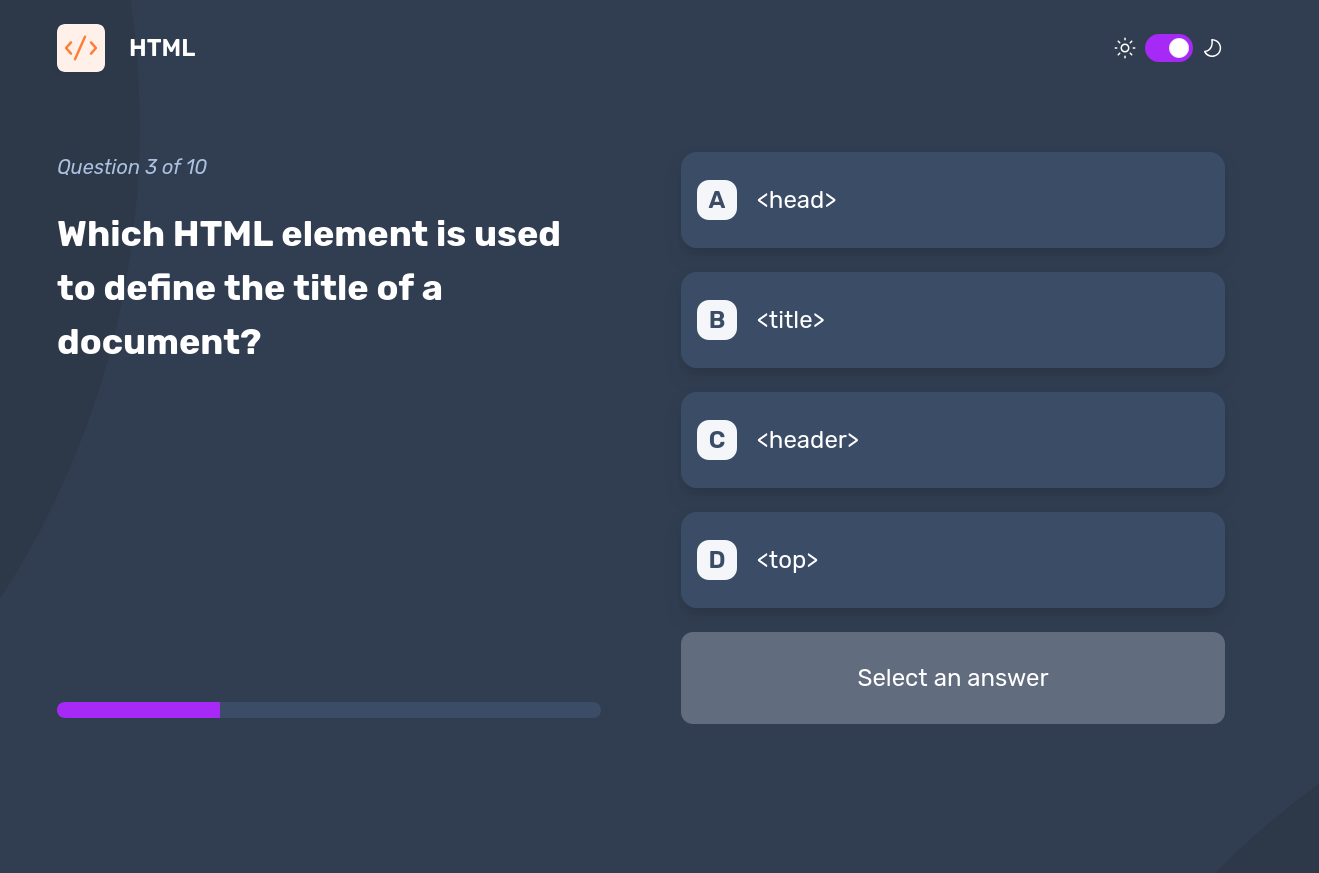 </> HTML
Question 3 of 10
Which HTML element is used
to define the title of a
document?
A <head>
B <title>
C <header>
D <top>
Select an answer